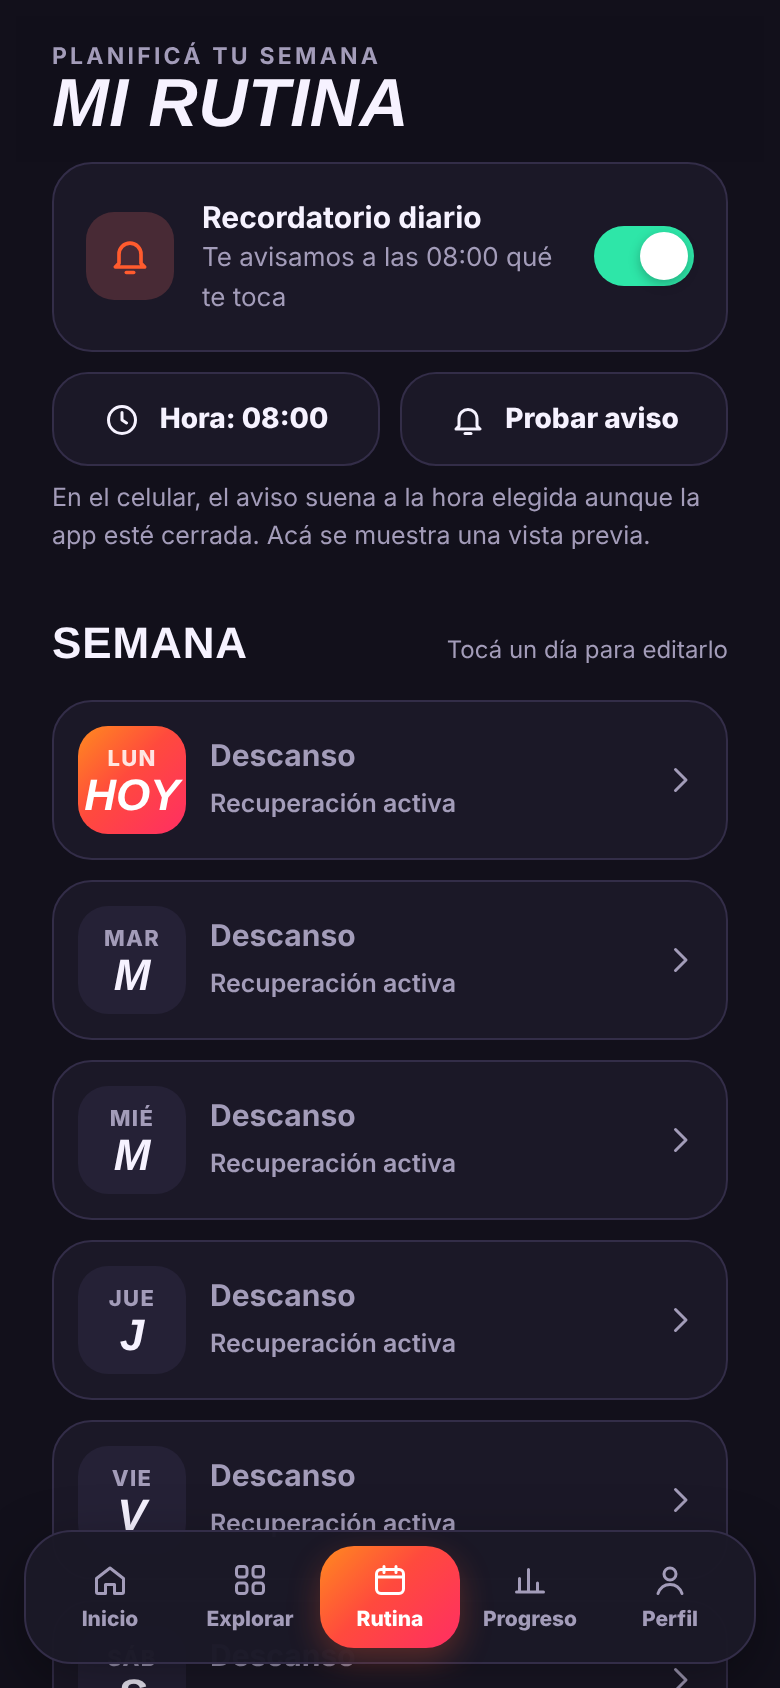 PLANIFICÁ TU SEMANA
MI RUTINA
Recordatorio diario
Te avisamos a las 08:00 qué
te toca
Hora: 08:00
Probar aviso
En el celular, el aviso suena a la hora elegida aunque la
app esté cerrada. Acá se muestra una vista previa.
SEMANA
Tocá un día para editarlo
LUN
HOY
Descanso
Recuperación activa
MAR
M
Descanso
Recuperación activa
MIÉ
M
Descanso
Recuperación activa
JUE
J
Descanso
Recuperación activa
VIE
V
Descanso
Recuperación activa
Inicio
Explorar
Rutina
Progreso
Perfil
SÁB
S
Descanso